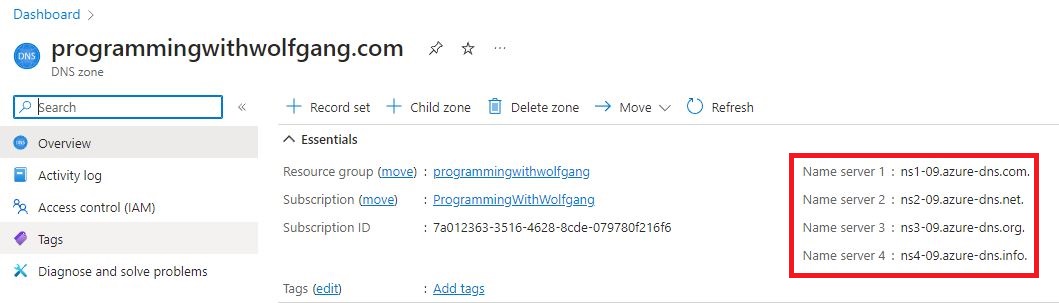 Dashboard >
DNS
programmingwithwolfgang.com ...
DNS zone
Search «
+ Record set + Child zone Delete zone → Move Refresh
Overview
Activity log
Access control (IAM)
Tags
Diagnose and solve problems
Essentials
Resource group (move) : programmingwithwolfgang
Subscription (move) : ProgrammingWithWolfgang
Subscription ID : 7a012363-3516-4628-8cde-079780f216f6
Tags (edit) : Add tags
Name server 1 : ns1-09.azure-dns.com.
Name server 2 : ns2-09.azure-dns.net.
Name server 3 : ns3-09.azure-dns.org.
Name server 4 : ns4-09.azure-dns.info.